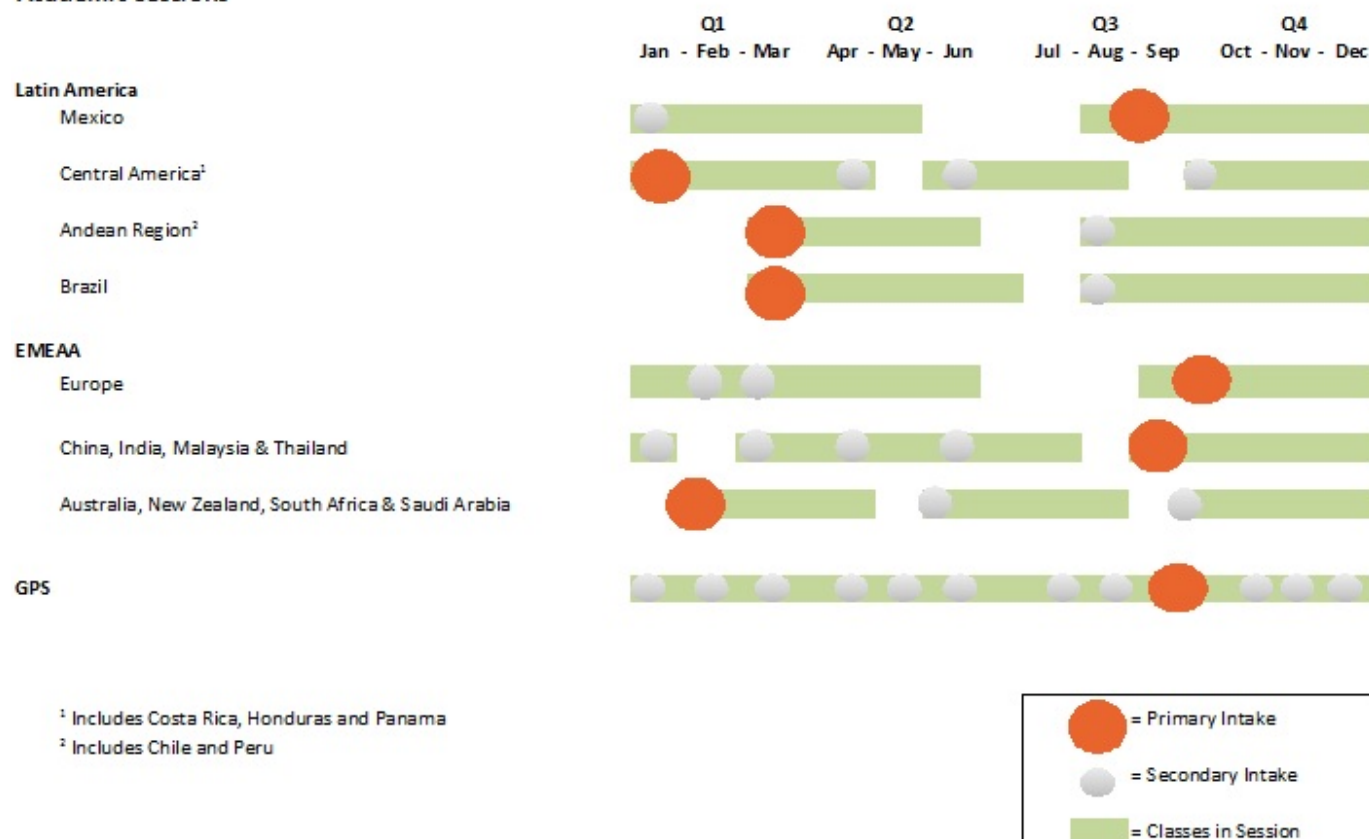 Q1 Q2 Q3 Q4
Jan - Feb - Mar Apr - May - Jun Jul - Aug - Sep Oct - Nov - Dec
Latin America
Mexico
Central America¹
Andean Region²
Brazil
EMEAA
Europe
China, India, Malaysia & Thailand
Australia, New Zealand, South Africa & Saudi Arabia
GPS
¹ Includes Costa Rica, Honduras and Panama
² Includes Chile and Peru
= Primary Intake
= Secondary Intake
= Classes in Session